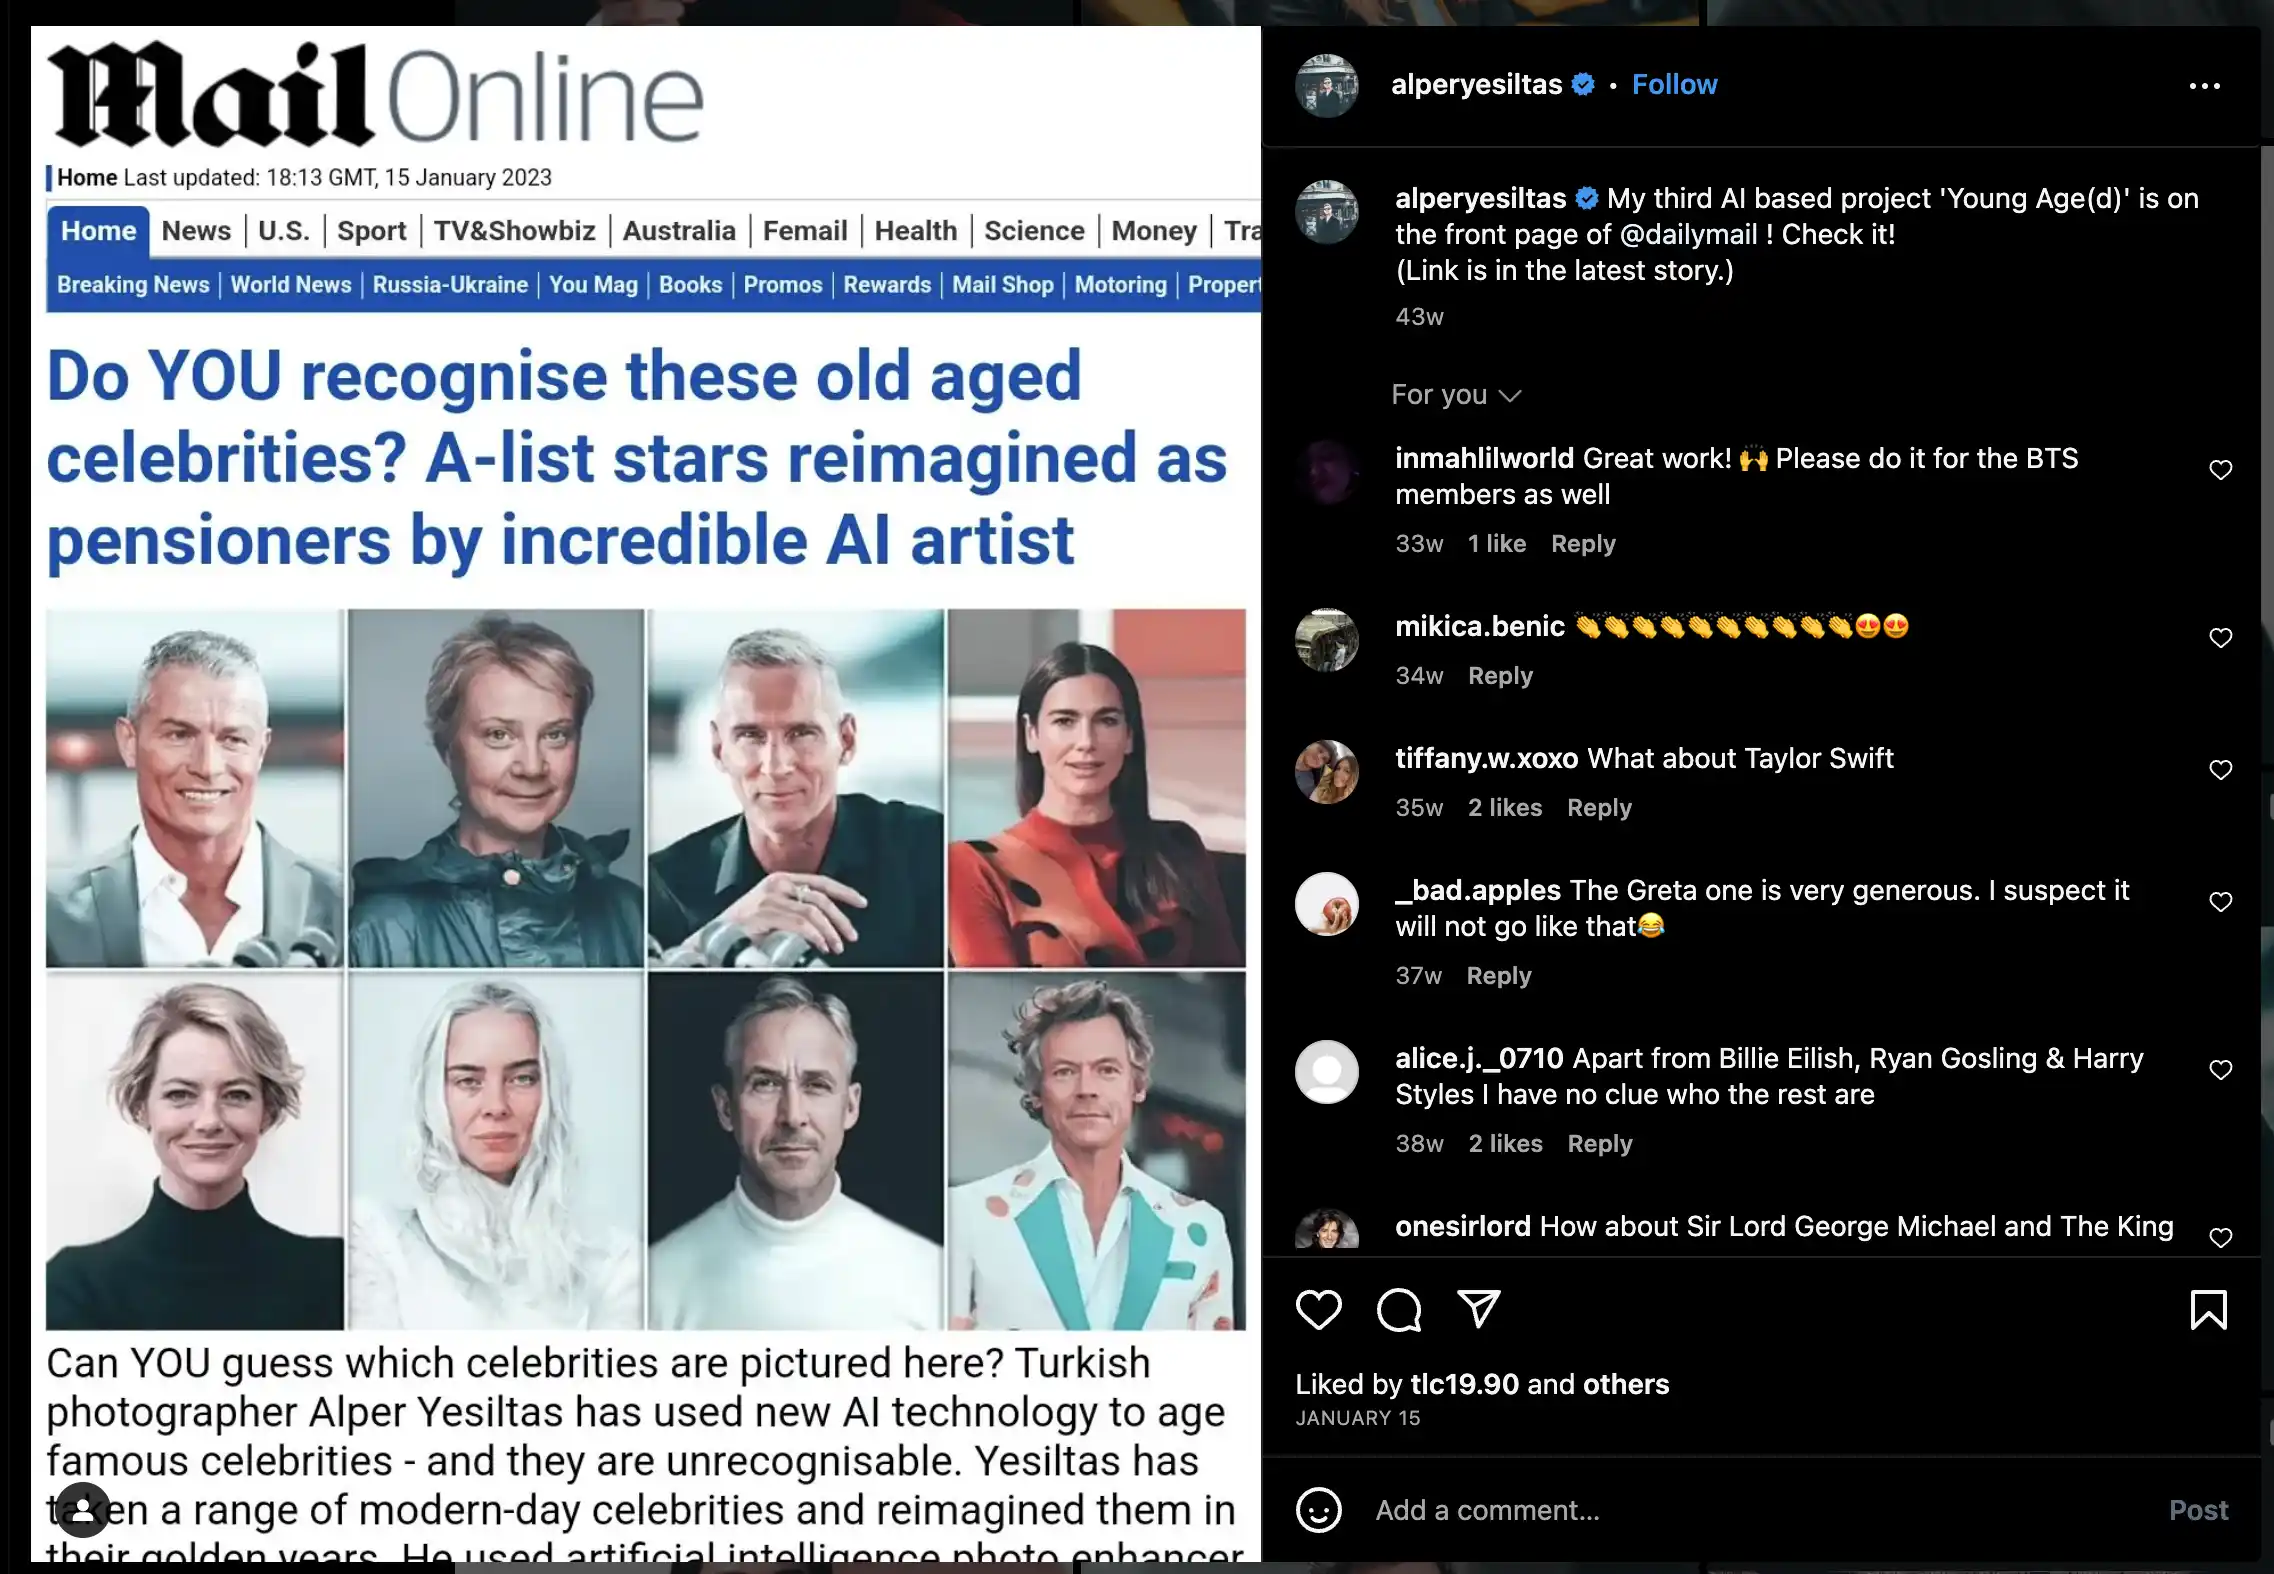 Mail Online
Home Last updated: 18:13 GMT, 15 January 2023
Home News U.S. Sport TV&Showbiz Australia Femail Health Science Money Tra
Breaking News World News Russia-Ukraine You Mag Books Promos Rewards Mail Shop Motoring Propert
Do YOU recognise these old aged
celebrities? A-list stars reimagined as
pensioners by incredible AI artist
Can YOU guess which celebrities are pictured here? Turkish
photographer Alper Yesiltas has used new AI technology to age
famous celebrities - and they are unrecognisable. Yesiltas has
taken a range of modern-day celebrities and reimagined them in
their golden years. He used artificial intelligence photo enhancer
alperyesiltas • Follow
alperyesiltas My third AI based project 'Young Age(d)' is on
the front page of @dailymail ! Check it!
(Link is in the latest story.)
43w
For you
inmahlilworld Great work! 🙌 Please do it for the BTS
members as well
33w 1 like Reply
mikica.benic 👏👏👏👏👏👏👏👏👏👏😍😍
34w Reply
tiffany.w.xoxo What about Taylor Swift
35w 2 likes Reply
_bad.apples The Greta one is very generous. I suspect it
will not go like that😂
37w Reply
alice.j._0710 Apart from Billie Eilish, Ryan Gosling & Harry
Styles I have no clue who the rest are
38w 2 likes Reply
onesirlord How about Sir Lord George Michael and The King
Liked by tlc19.90 and others
JANUARY 15
Add a comment...
Post